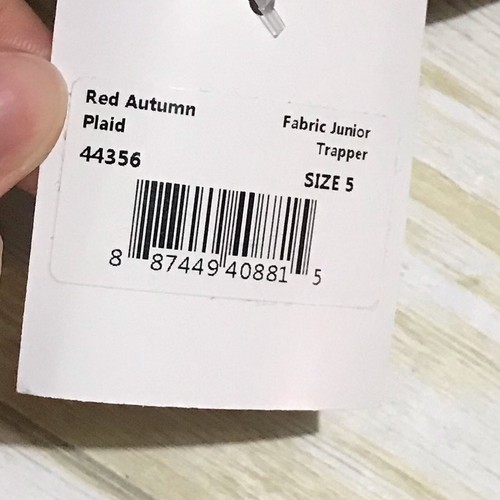 Red Autumn
Plaid
44356
Fabric Junior
Trapper
SIZE 5
8 87449 40881 5